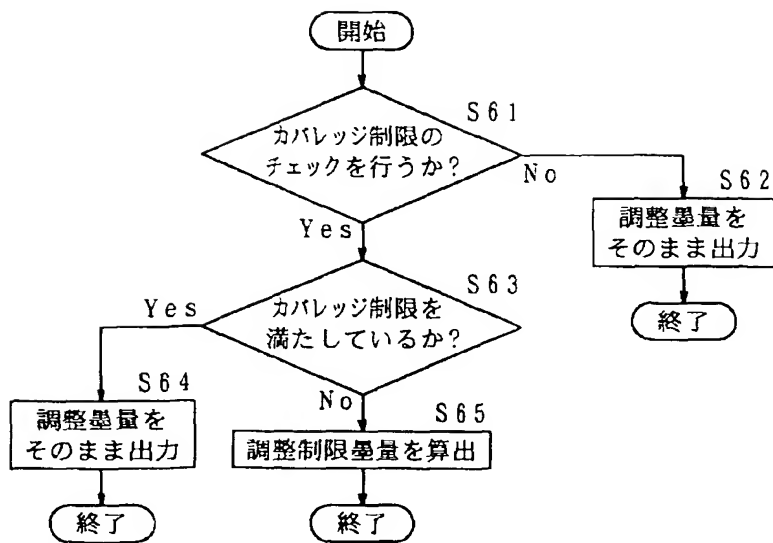 開始
S61
カバレッジ制限の
チェックを行うか?
No
S62
Yes
調整墨量を
そのまま出力
S63
カバレッジ制限を
満たしているか?
Yes
終了
S64
No
S65
調整墨量を
そのまま出力
調整制限墨量を算出
終了
終了